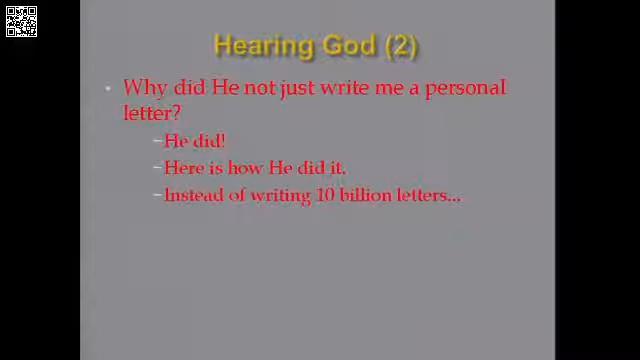 Hearing God (2)
• Why did He not just write me a personal
letter?
–He did!
–Here is how He did it.
–Instead of writing 10 billion letters...